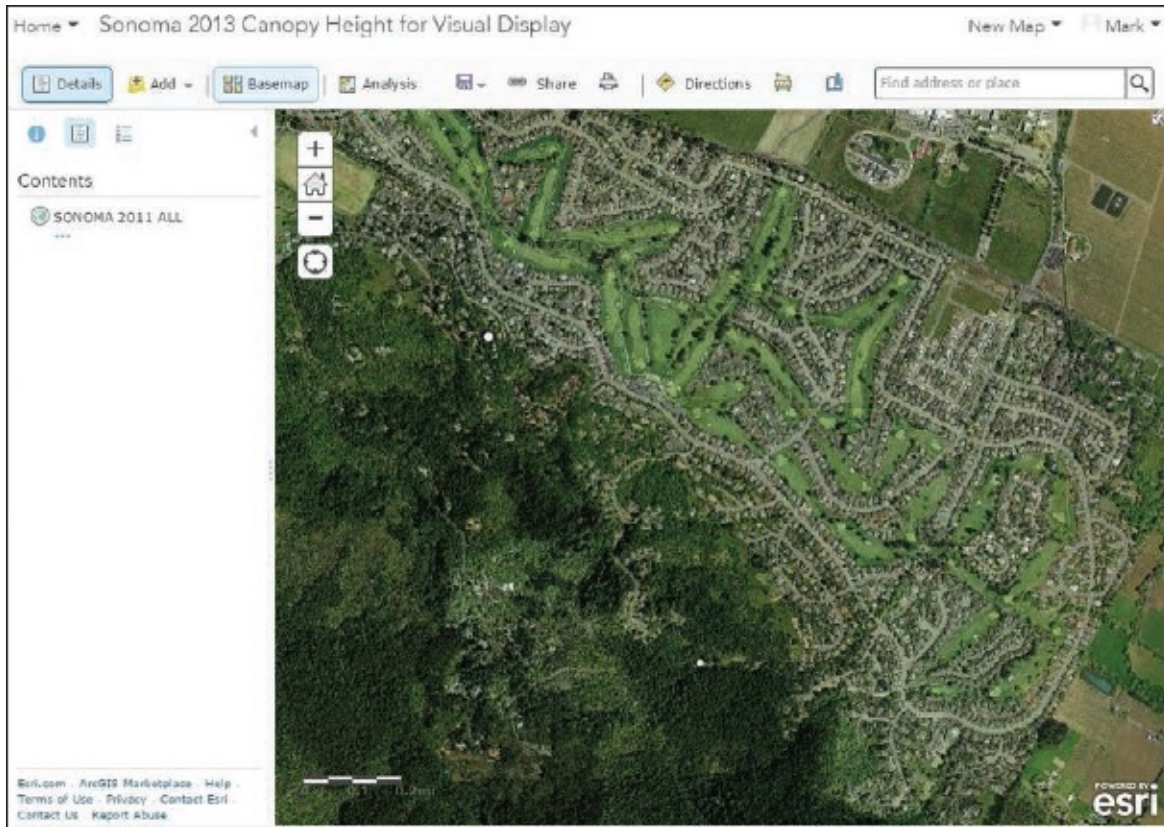 Home Sonoma 2013 Canopy Height for Visual Display New Map Mark
Details Add Basemap Analysis Share Directions Find address or place
Contents
SONOMA 2011 ALL
Esri.com . ArcGIS Marketplace . Help .
Terms of Use . Privacy . Contact Esri .
Contact Us . Report Abuse
POWERED BY
esri